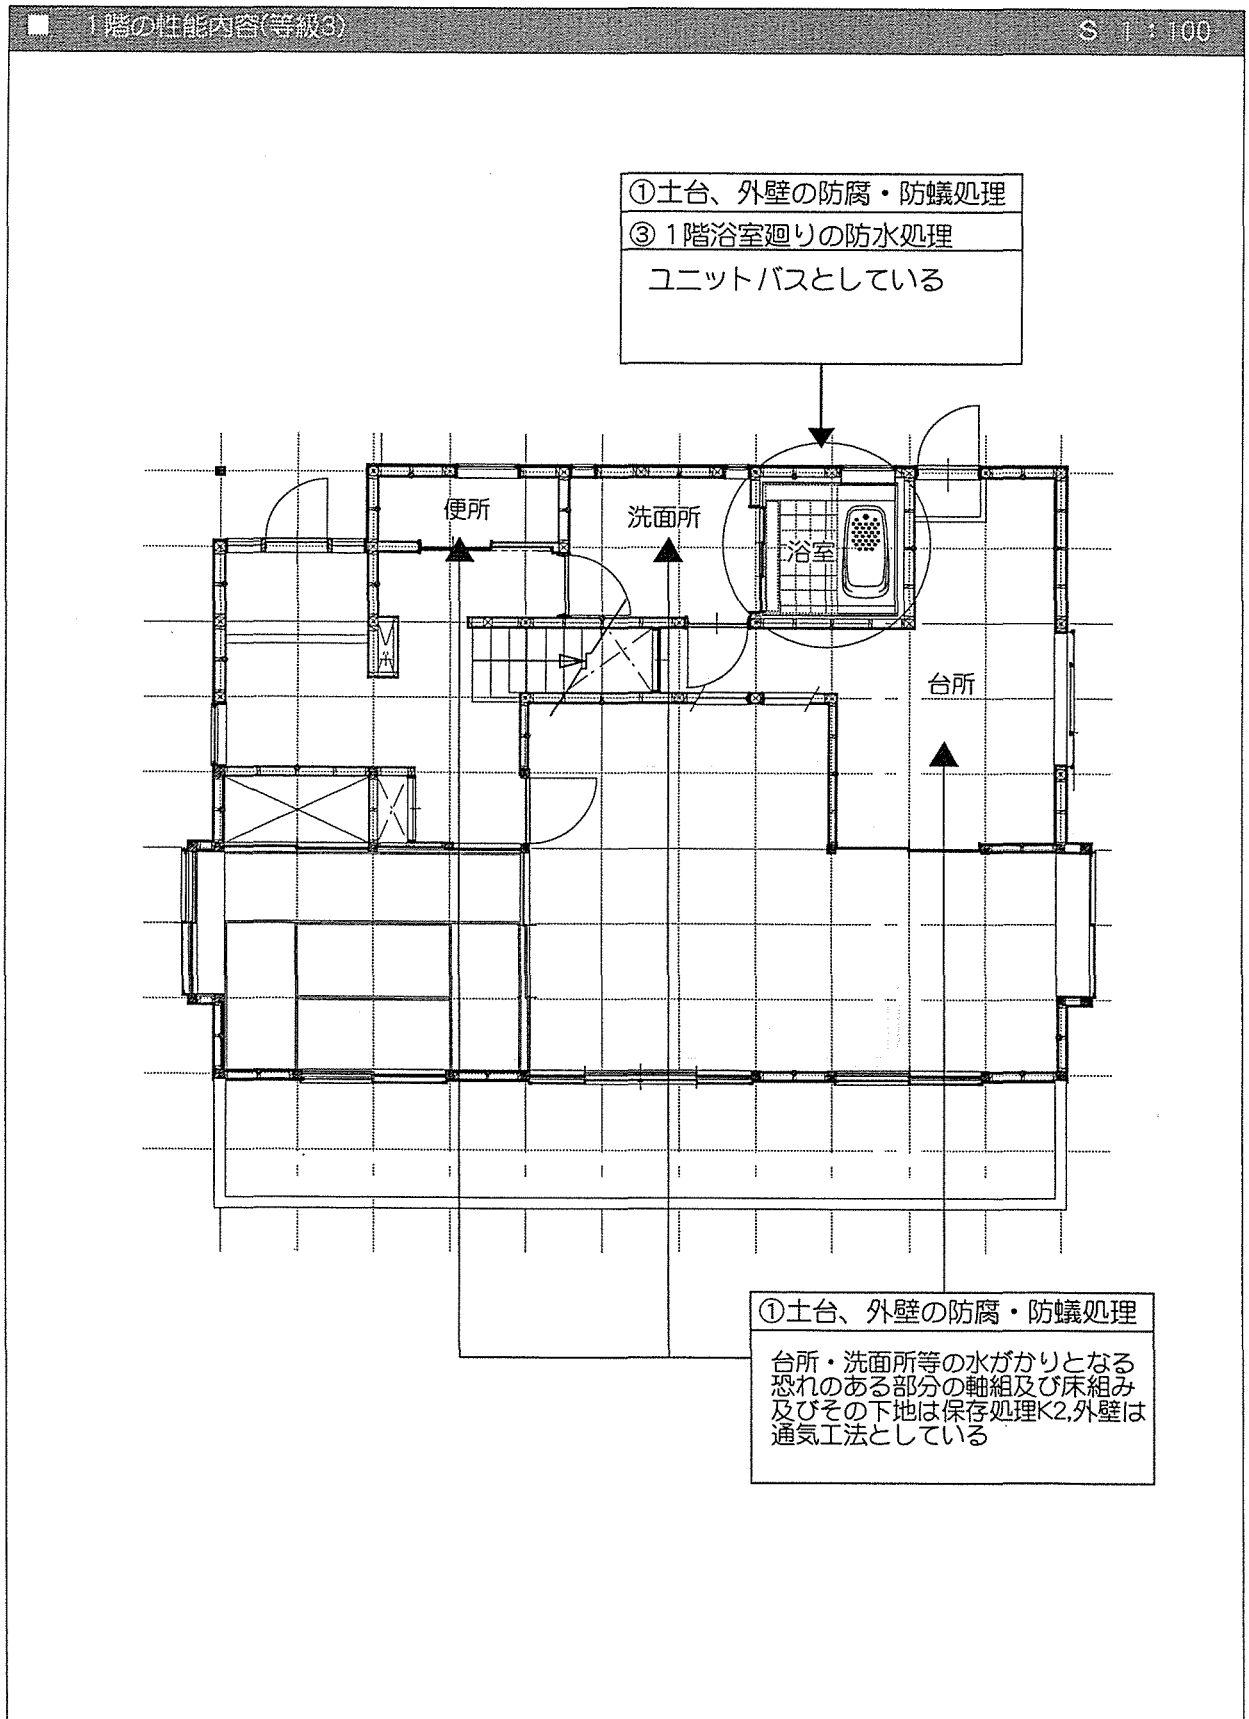 ■ 1階の性能内容(等級3) S 1:100
①土台、外壁の防腐・防蟻処理
③1階浴室廻りの防水処理
ユニットバスとしている
便所
洗面所
浴室
台所
①土台、外壁の防腐・防蟻処理
台所・洗面所等の水がかりとなる
恐れのある部分の軸組及び床組み
及びその下地は保存処理K2,外壁は
通気工法としている